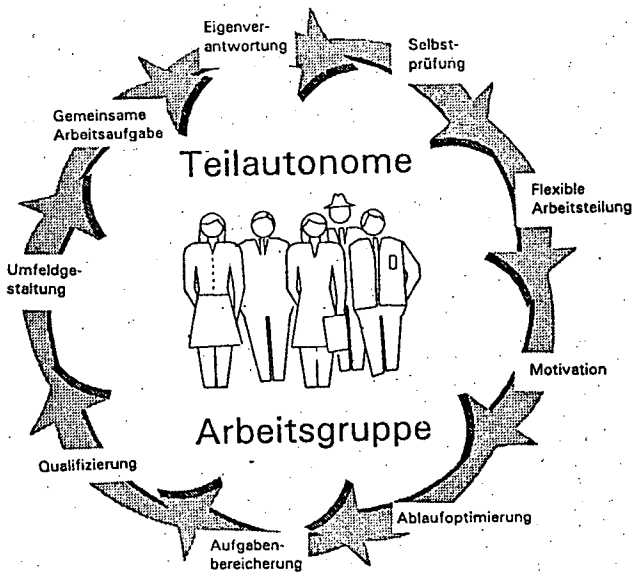 Eigenver-
antwortung
Selbst-
prüfung
Gemeinsame
Arbeitsaufgabe
Teilautonome
Flexible
Arbeitsteilung
Umfeldge-
staltung
Motivation
Arbeitsgruppe
Qualifizierung
Ablaufoptimierung
Aufgaben-
bereicherung